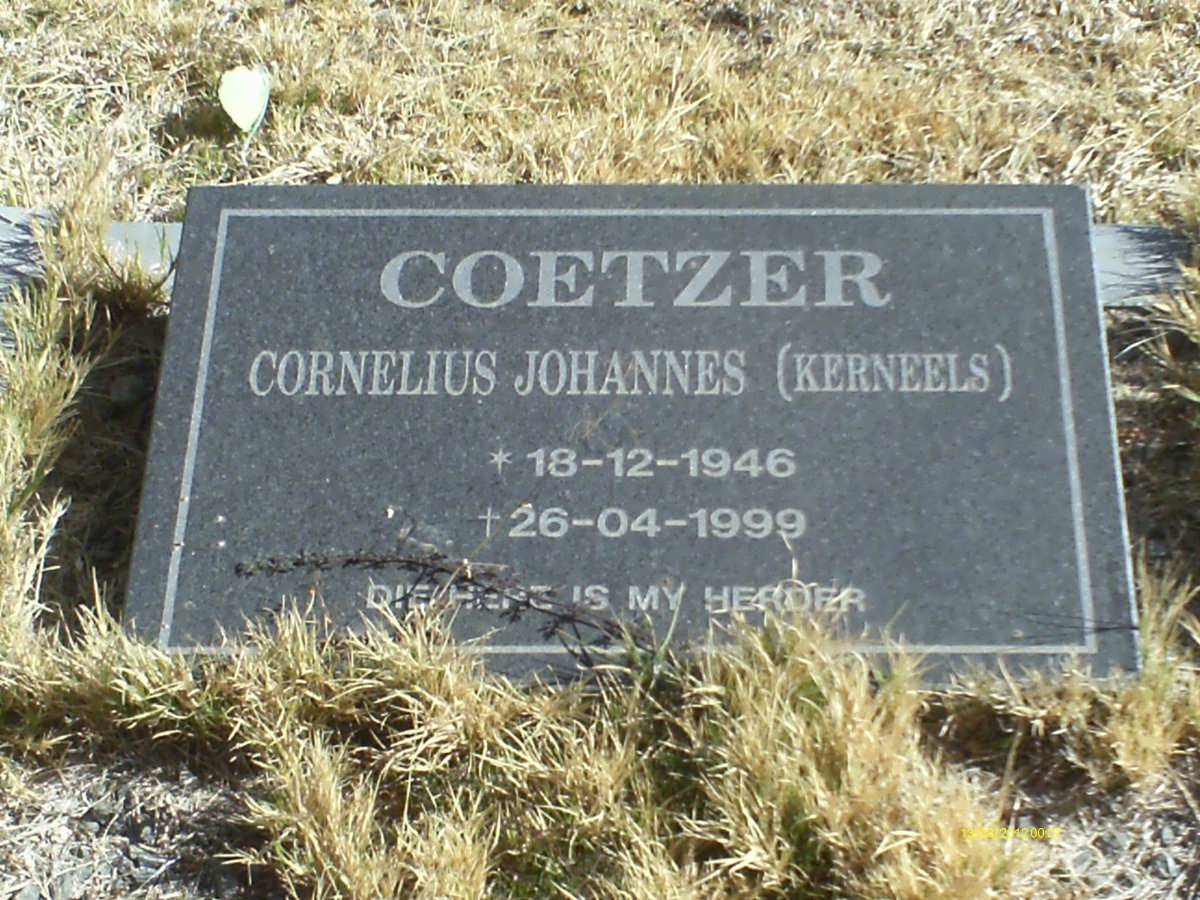 COETZER
CORNELIUS JOHANNES (KERNEELS)
* 18-12-1946
† 26-04-1999
DIE IS MY HERDER